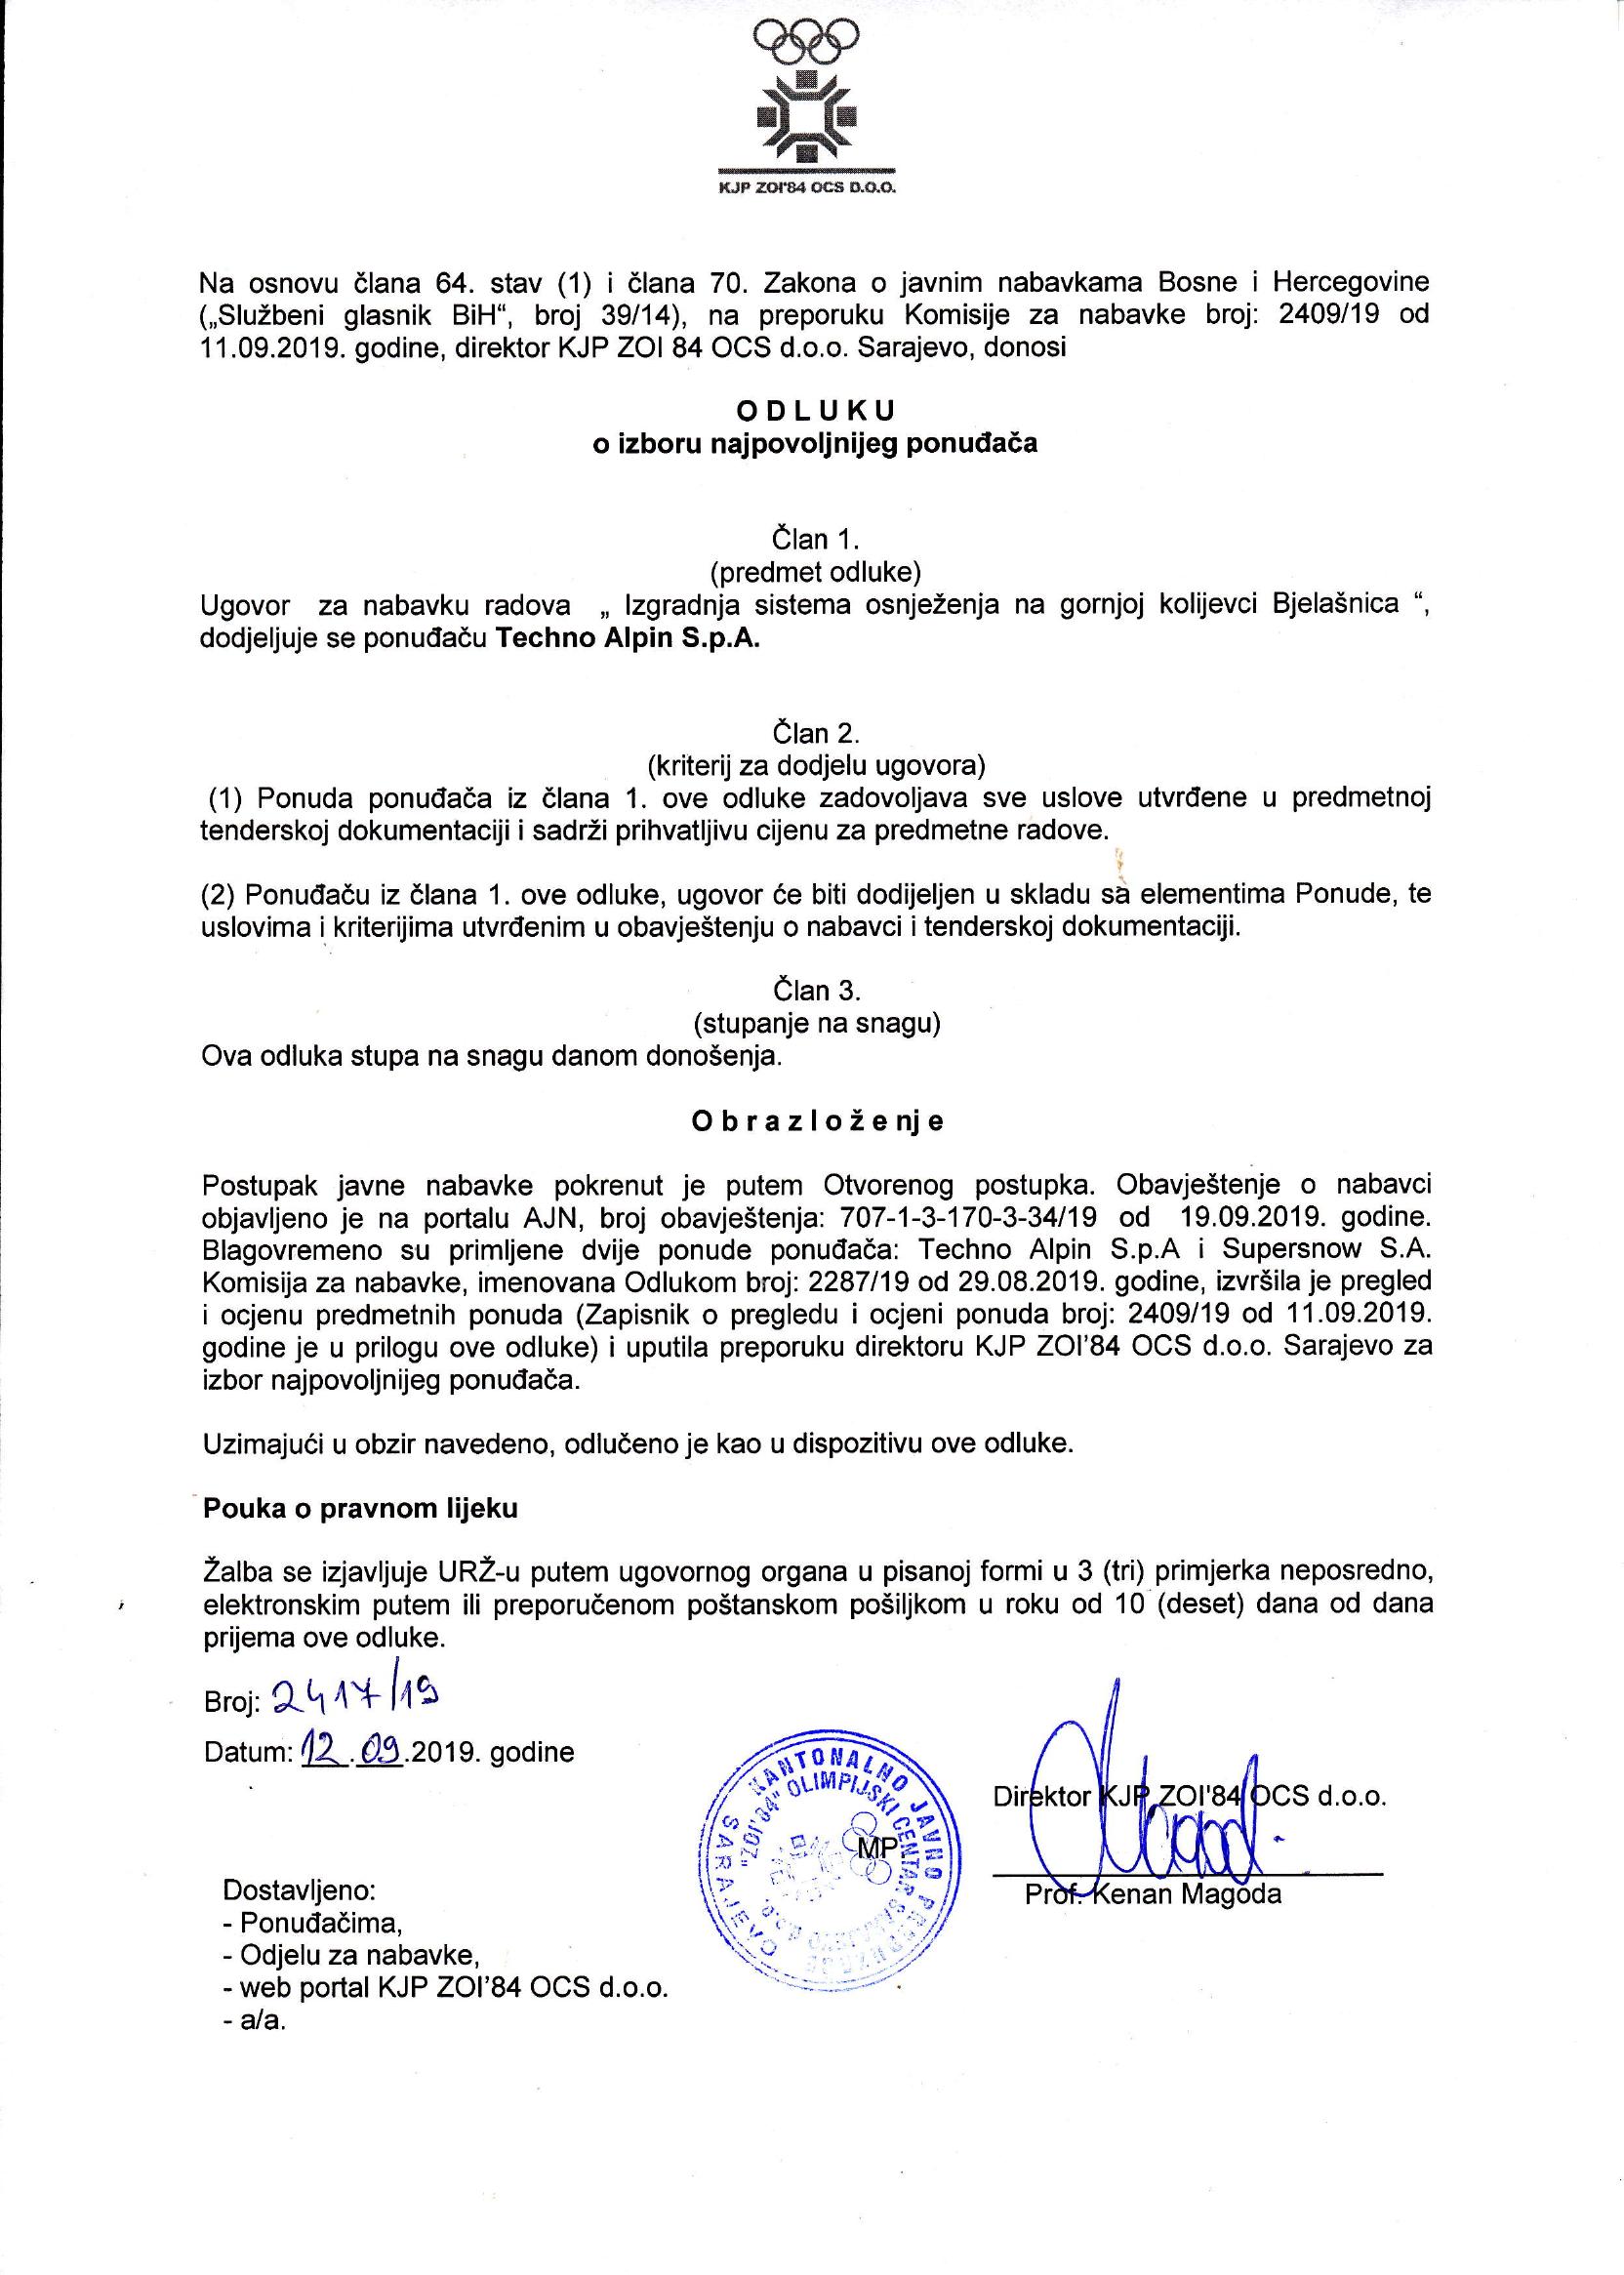 KJP ZOI'84 OCS D.O.O.
Na osnovu člana 64. stav (1) i člana 70. Zakona o javnim nabavkama Bosne i Hercegovine
(„Službeni glasnik BiH“, broj 39/14), na preporuku Komisije za nabavke broj: 2409/19 od
11.09.2019. godine, direktor KJP ZOI 84 OCS d.o.o. Sarajevo, donosi
O D L U K U
o izboru najpovoljnijeg ponuđača
Član 1.
(predmet odluke)
Ugovor za nabavku radova „ Izgradnja sistema osnježenja na gornjoj kolijevci Bjelašnica “,
dodjeljuje se ponuđaču Techno Alpin S.p.A.
Član 2.
(kriterij za dodjelu ugovora)
(1) Ponuda ponuđača iz člana 1. ove odluke zadovoljava sve uslove utvrđene u predmetnoj
tenderskoj dokumentaciji i sadrži prihvatljivu cijenu za predmetne radove.
(2) Ponuđaču iz člana 1. ove odluke, ugovor će biti dodijeljen u skladu sa elementima Ponude, te
uslovima i kriterijima utvrđenim u obavještenju o nabavci i tenderskoj dokumentaciji.
Član 3.
(stupanje na snagu)
Ova odluka stupa na snagu danom donošenja.
O b r a z l o ž e nj e
Postupak javne nabavke pokrenut je putem Otvorenog postupka. Obavještenje o nabavci
objavljeno je na portalu AJN, broj obavještenja: 707-1-3-170-3-34/19 od 19.09.2019. godine.
Blagovremeno su primljene dvije ponude ponuđača: Techno Alpin S.p.A i Supersnow S.A.
Komisija za nabavke, imenovana Odlukom broj: 2287/19 od 29.08.2019. godine, izvršila je pregled
i ocjenu predmetnih ponuda (Zapisnik o pregledu i ocjeni ponuda broj: 2409/19 od 11.09.2019.
godine je u prilogu ove odluke) i uputila preporuku direktoru KJP ZOI’84 OCS d.o.o. Sarajevo za
izbor najpovoljnijeg ponuđača.
Uzimajući u obzir navedeno, odlučeno je kao u dispozitivu ove odluke.
Pouka o pravnom lijeku
Žalba se izjavljuje URŽ-u putem ugovornog organa u pisanoj formi u 3 (tri) primjerka neposredno,
elektronskim putem ili preporučenom poštanskom pošiljkom u roku od 10 (deset) dana od dana
prijema ove odluke.
Broj: 2417/19
Datum: 12.09.2019. godine
KANTONALNO JAVNO PREDUZEĆE
"ZOI'84" OLIMPIJSKI CENTAR SARAJEVO d.o.o.
SARAJEVO
MP
Direktor KJP ZOI'84 OCS d.o.o.
Prof. Kenan Magoda
Dostavljeno:
- Ponuđačima,
- Odjelu za nabavke,
- web portal KJP ZOI’84 OCS d.o.o.
- a/a.